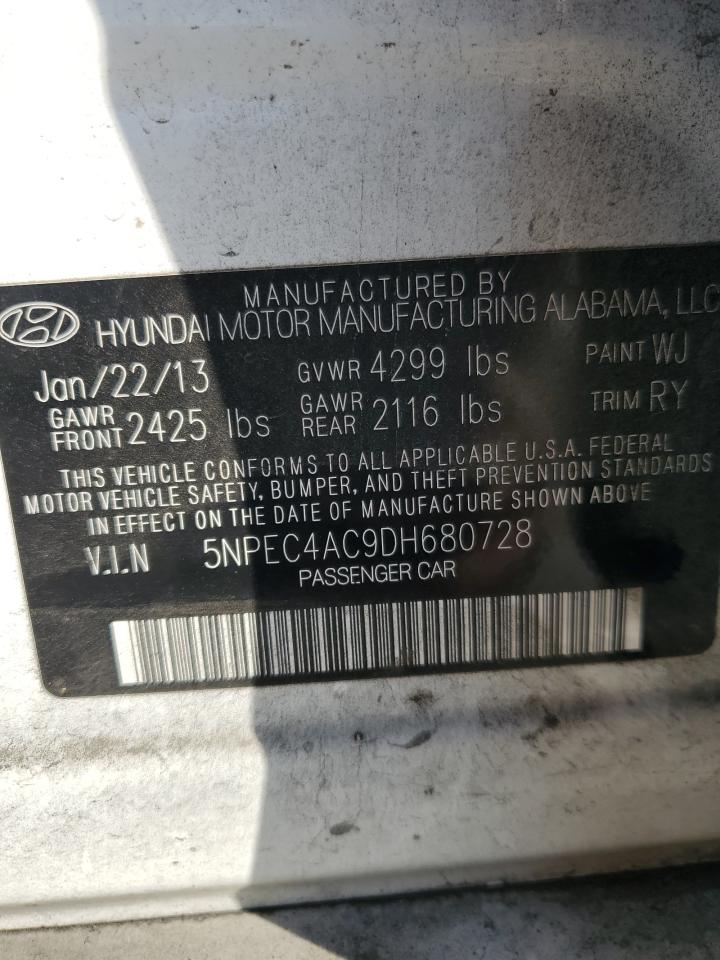 MANUFACTURED BY
HYUNDAI MOTOR MANUFACTURING ALABAMA, LLC
Jan/22/13 GVWR 4299 lbs PAINT WJ
GAWR FRONT 2425 lbs GAWR REAR 2116 lbs TRIM RY
THIS VEHICLE CONFORMS TO ALL APPLICABLE U.S.A. FEDERAL
MOTOR VEHICLE SAFETY, BUMPER, AND THEFT PREVENTION STANDARDS
IN EFFECT ON THE DATE OF MANUFACTURE SHOWN ABOVE
V.I.N 5NPEC4AC9DH680728
PASSENGER CAR